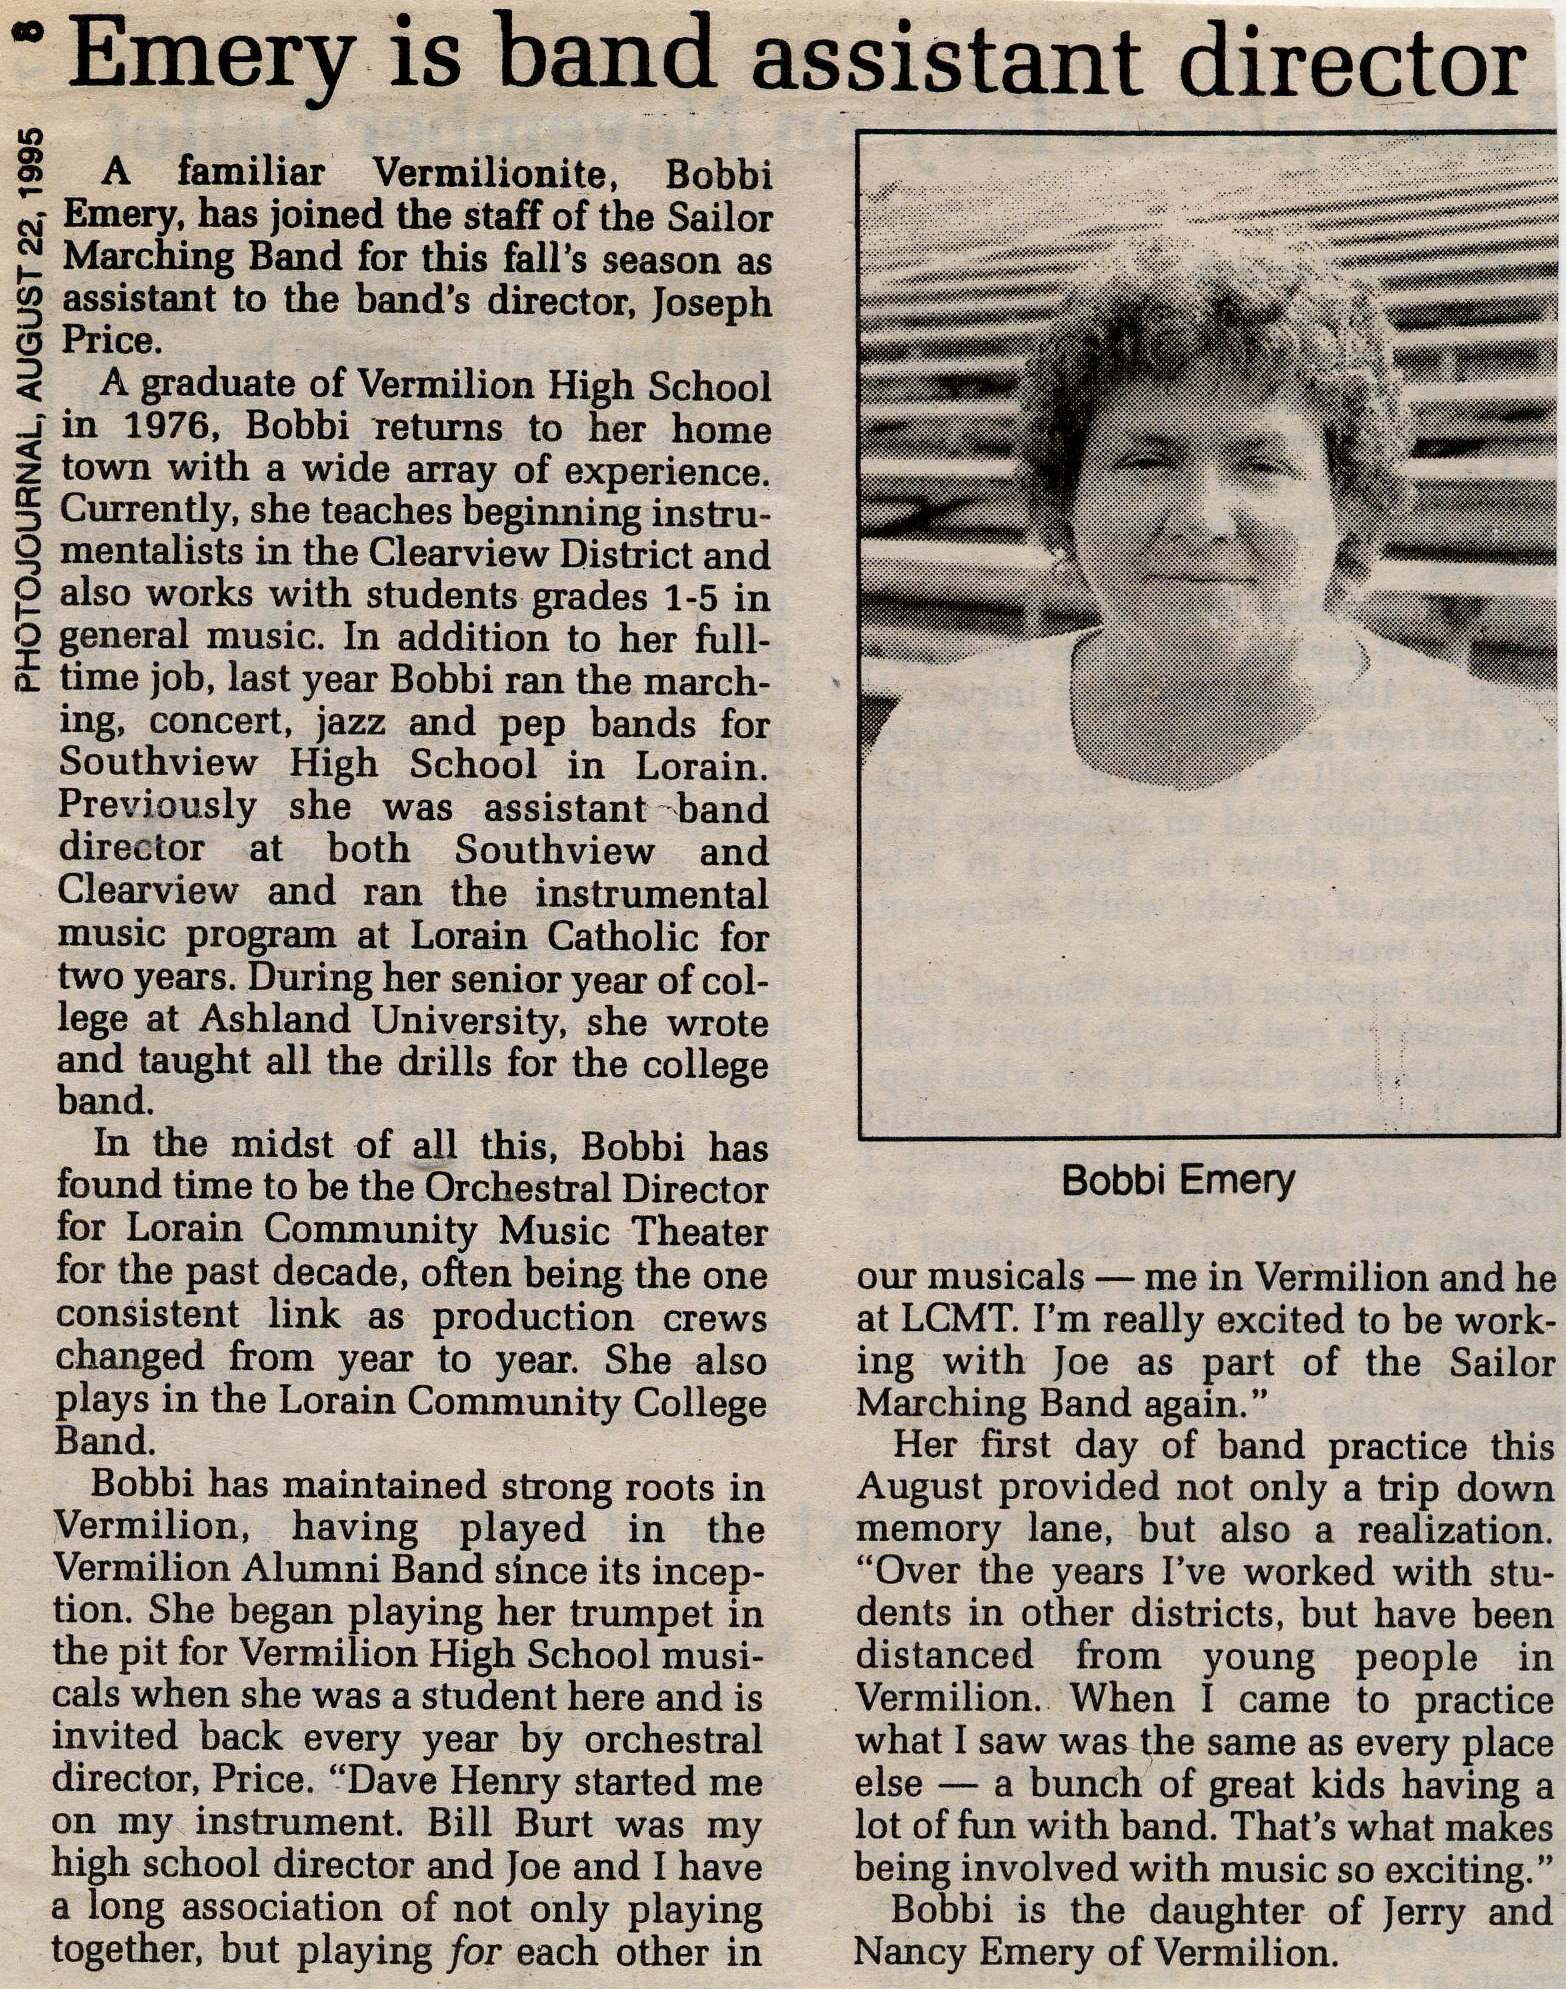 8
Emery is band assistant director
PHOTOJOURNAL, AUGUST 22, 1995
A familiar Vermilionite, Bobbi
Emery, has joined the staff of the Sailor
Marching Band for this fall's season as
assistant to the band's director, Joseph
Price.
A graduate of Vermilion High School
in 1976, Bobbi returns to her home
town with a wide array of experience.
Currently, she teaches beginning instru-
mentalists in the Clearview District and
also works with students grades 1-5 in
general music. In addition to her full-
time job, last year Bobbi ran the march-
ing, concert, jazz and pep bands for
Southview High School in Lorain.
Previously she was assistant band
director at both Southview and
Clearview and ran the instrumental
music program at Lorain Catholic for
two years. During her senior year of col-
lege at Ashland University, she wrote
and taught all the drills for the college
band.
In the midst of all this, Bobbi has
found time to be the Orchestral Director
for Lorain Community Music Theater
for the past decade, often being the one
consistent link as production crews
changed from year to year. She also
plays in the Lorain Community College
Band.
Bobbi has maintained strong roots in
Vermilion, having played in the
Vermilion Alumni Band since its incep-
tion. She began playing her trumpet in
the pit for Vermilion High School musi-
cals when she was a student here and is
invited back every year by orchestral
director, Price. “Dave Henry started me
on my instrument. Bill Burt was my
high school director and Joe and I have
a long association of not only playing
together, but playing for each other in
Bobbi Emery
our musicals — me in Vermilion and he
at LCMT. I'm really excited to be work-
ing with Joe as part of the Sailor
Marching Band again.”
Her first day of band practice this
August provided not only a trip down
memory lane, but also a realization.
“Over the years I've worked with stu-
dents in other districts, but have been
distanced from young people in
Vermilion. When I came to practice
what I saw was the same as every place
else — a bunch of great kids having a
lot of fun with band. That's what makes
being involved with music so exciting.”
Bobbi is the daughter of Jerry and
Nancy Emery of Vermilion.